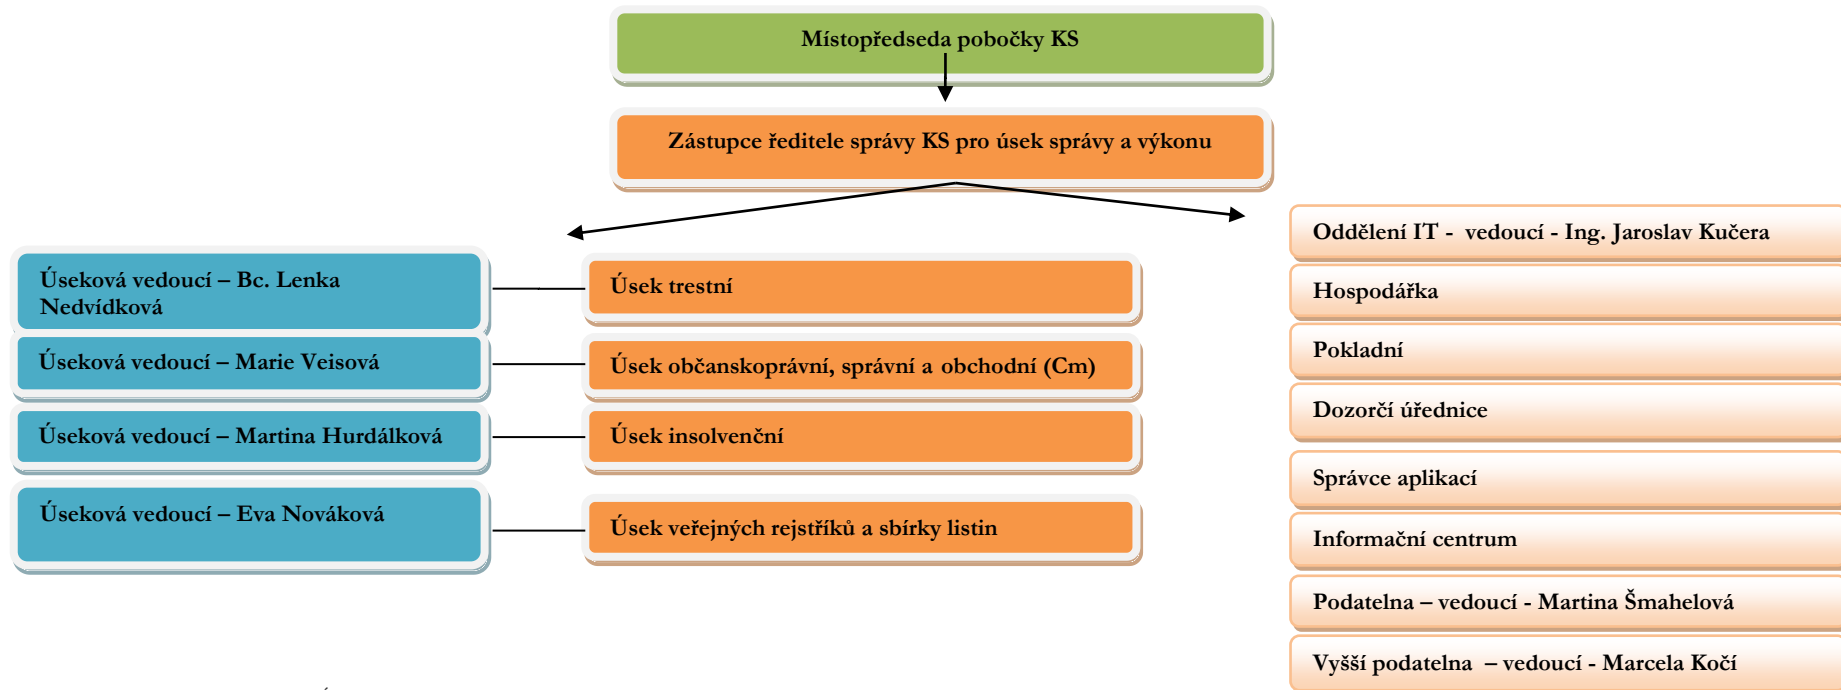 Místopředseda pobočky KS
Zástupce ředitele správy KS pro úsek správy a výkonu
Úseková vedoucí – Bc. Lenka
Nedvídková
Úsek trestní
Úseková vedoucí – Marie Veisová
Úsek občanskoprávní, správní a obchodní (Cm)
Úseková vedoucí – Martina Hurdálková
Úsek insolvenční
Úseková vedoucí – Eva Nováková
Úsek veřejných rejstříků a sbírky listin
Oddělení IT - vedoucí - Ing. Jaroslav Kučera
Hospodářka
Pokladní
Dozorčí úřednice
Správce aplikací
Informační centrum
Podatelna – vedoucí - Martina Šmahelová
Vyšší podatelna – vedoucí - Marcela Kočí